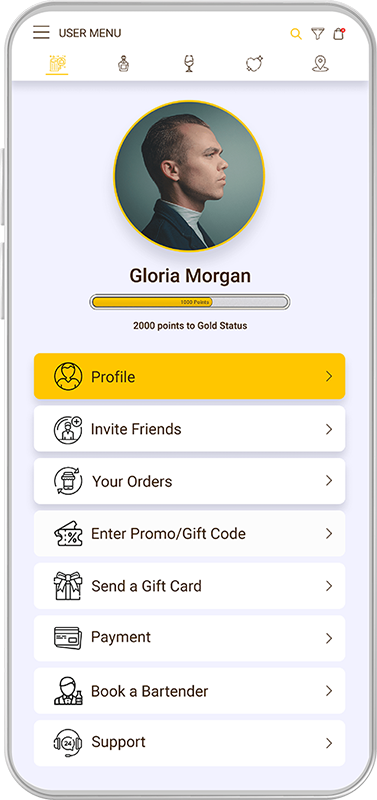 USER MENU
Gloria Morgan
1000 Points
2000 points to Gold Status
Profile
Invite Friends
Your Orders
Enter Promo/Gift Code
Send a Gift Card
Payment
Book a Bartender
24
Support